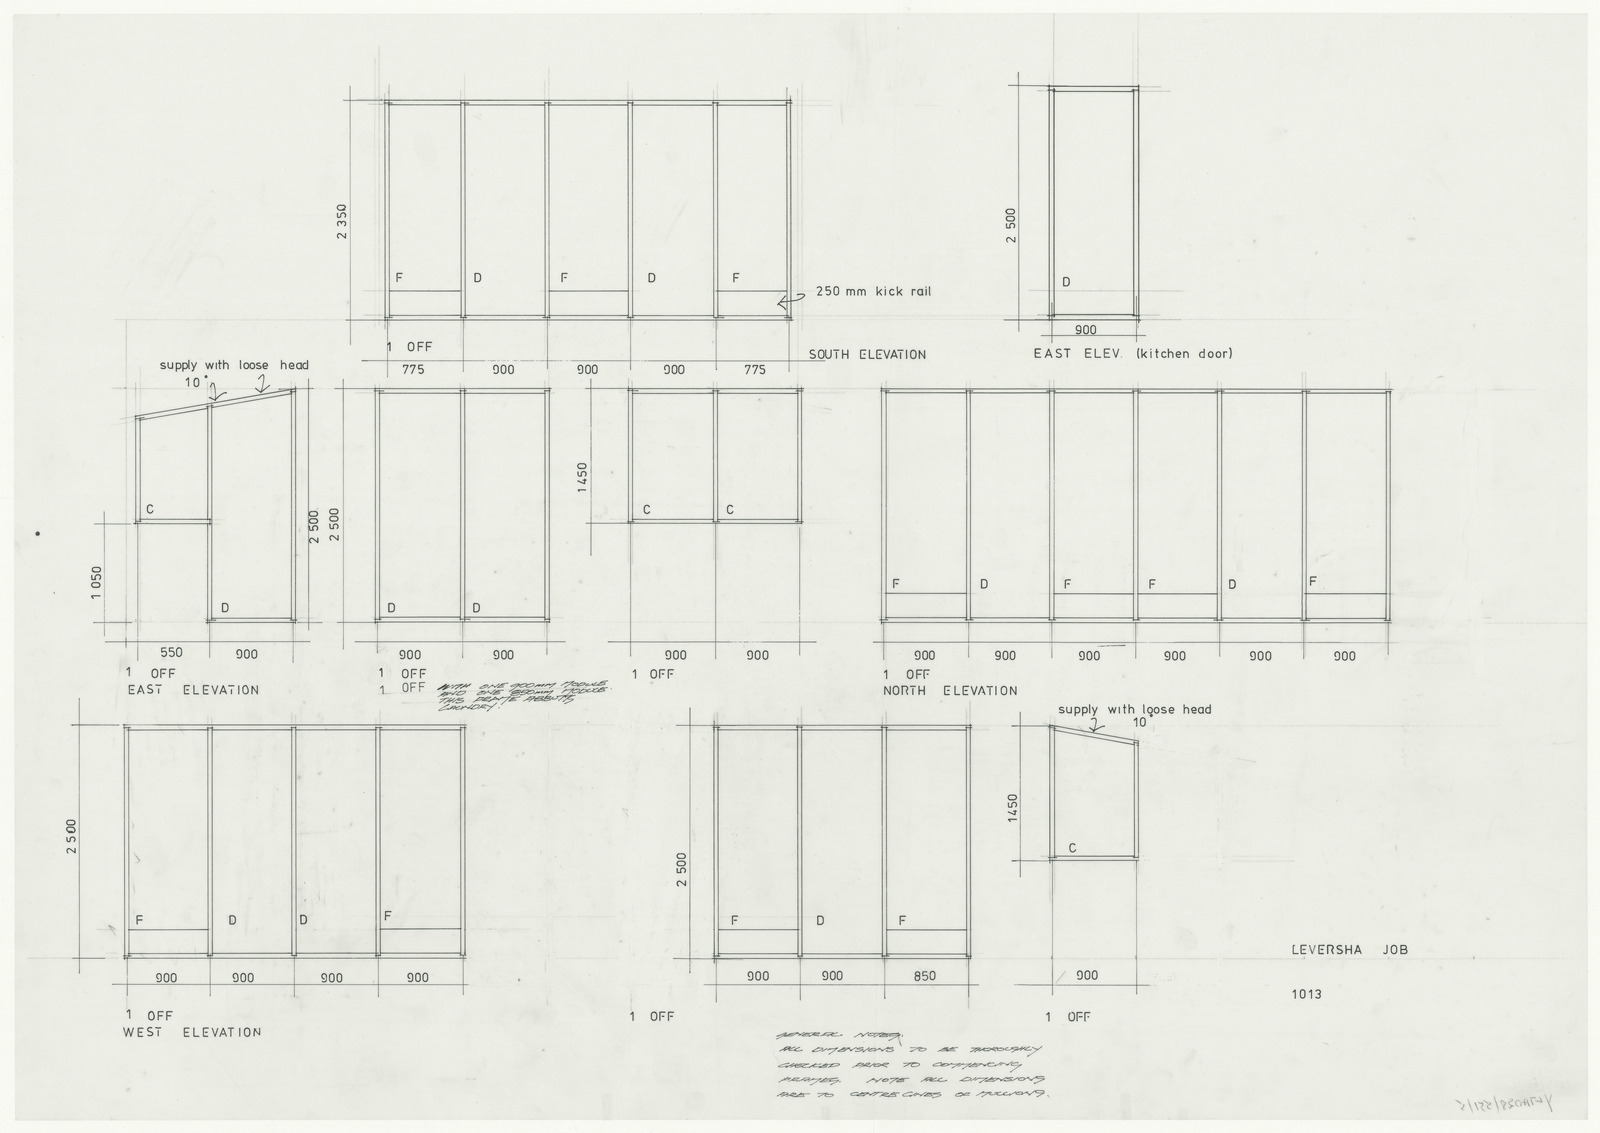 2 350
F D F D F
250 mm kick rail
1 OFF
775 900 900 900 775
SOUTH ELEVATION
2 500
D
900
EAST ELEV. (kitchen door)
supply with loose head
10°
C
D
1 050
2 500
550 900
1 OFF
EAST ELEVATION
2 500
D D
900 900
1 OFF
1 OFF WITH ONE 900mm MODULE
AND ONE 850mm MODULE.
THIS FRAME ABBUTS
LAUNDRY.
1 450
C C
900 900
1 OFF
F D F F D F
900 900 900 900 900 900
1 OFF
NORTH ELEVATION
2 500
F D D F
900 900 900 900
1 OFF
WEST ELEVATION
2 500
F D F
900 900 850
1 OFF
supply with loose head
10°
1450
C
900
1 OFF
GENERAL NOTES.
ALL DIMENSIONS TO BE THOROUGHLY
CHECKED PRIOR TO COMMENCING
FRAMES. NOTE ALL DIMENSIONS
ARE TO CENTRE LINES OF MULLIONS.
LEVERSHA JOB
1013